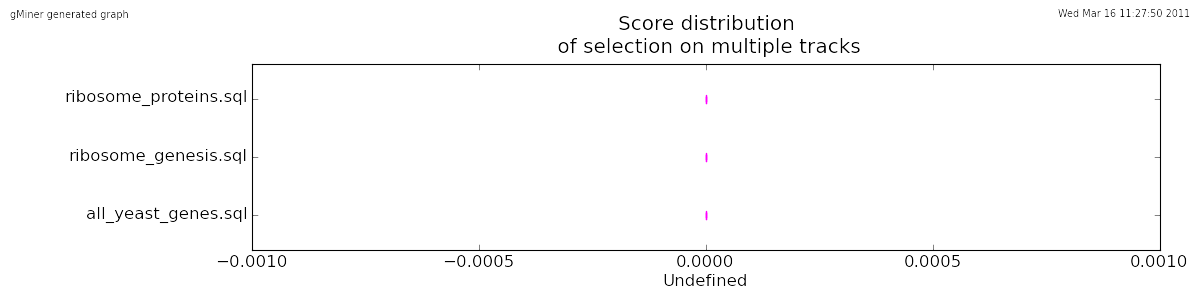 gMiner generated graph
Wed Mar 16 11:27:50 2011
Score distribution
of selection on multiple tracks
ribosome_proteins.sql
ribosome_genesis.sql
all_yeast_genes.sql
−0.0010 −0.0005 0.0000 0.0005 0.0010
Undefined